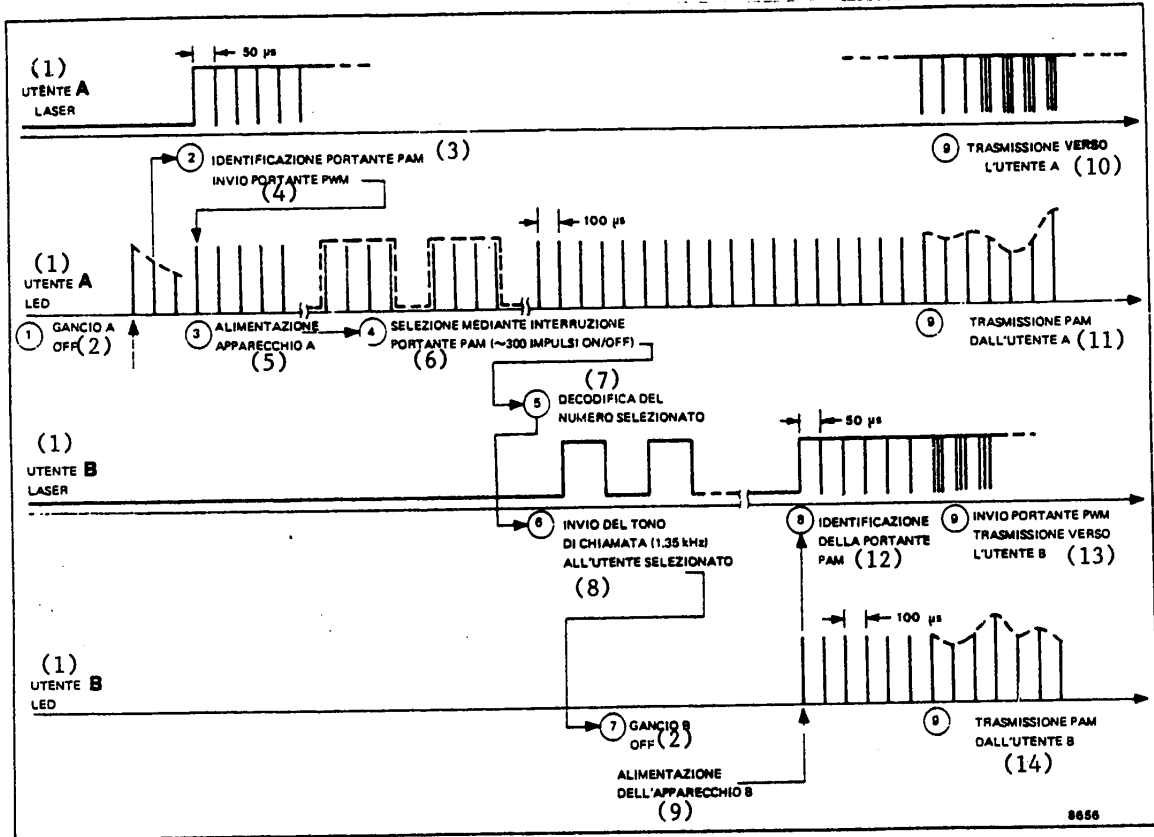 50 µs
(1)
UTENTE A
LASER
② IDENTIFICAZIONE PORTANTE PAM (3)
INVIO PORTANTE PWM
(4)
⑨ TRASMISSIONE VERSO
L'UTENTE A (10)
100 µs
(1)
UTENTE A
LED
① GANCIO A
OFF(2)
③ ALIMENTAZIONE
APPARECCHIO A
(5)
④ SELEZIONE MEDIANTE INTERRUZIONE
PORTANTE PAM (~300 IMPULSI ON/OFF)
(6)
(7)
⑨ TRASMISSIONE PAM
DALL'UTENTE A (11)
⑤ DECODIFICA DEL
NUMERO SELEZIONATO
50 µs
(1)
UTENTE B
LASER
⑥ INVIO DEL TONO
DI CHIAMATA (1.35 kHz)
ALL'UTENTE SELEZIONATO
(8)
⑧ IDENTIFICAZIONE
DELLA PORTANTE
PAM (12)
⑨ INVIO PORTANTE PWM
TRASMISSIONE VERSO
L'UTENTE B (13)
100 µs
(1)
UTENTE B
LED
⑦ GANCIO B
OFF(2)
⑨ TRASMISSIONE PAM
DALL'UTENTE B
(14)
ALIMENTAZIONE
DELL'APPARECCHIO B
(9)
8656